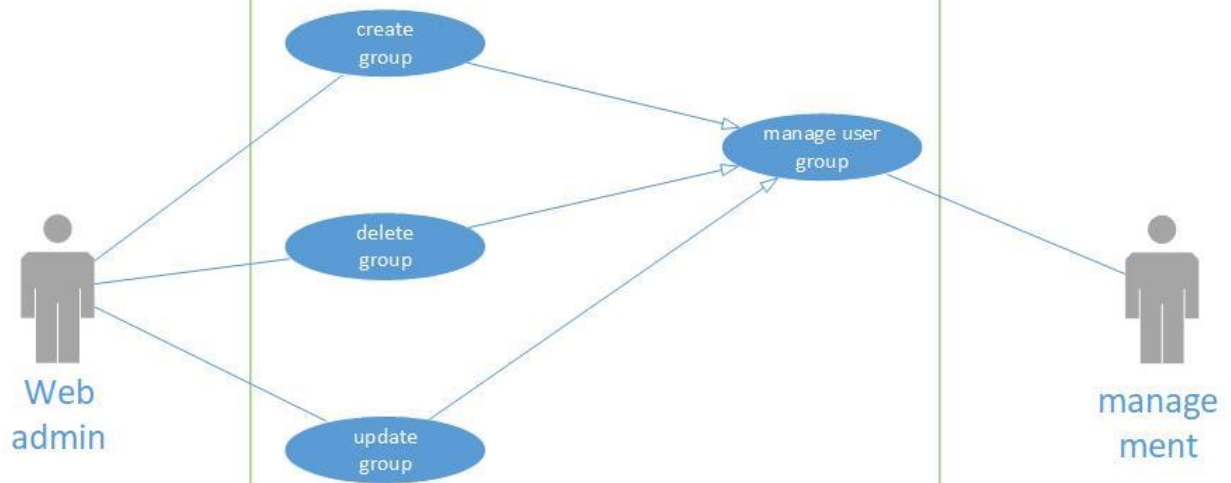 create
group
manage user
group
delete
group
Web
admin
manage
ment
update
group